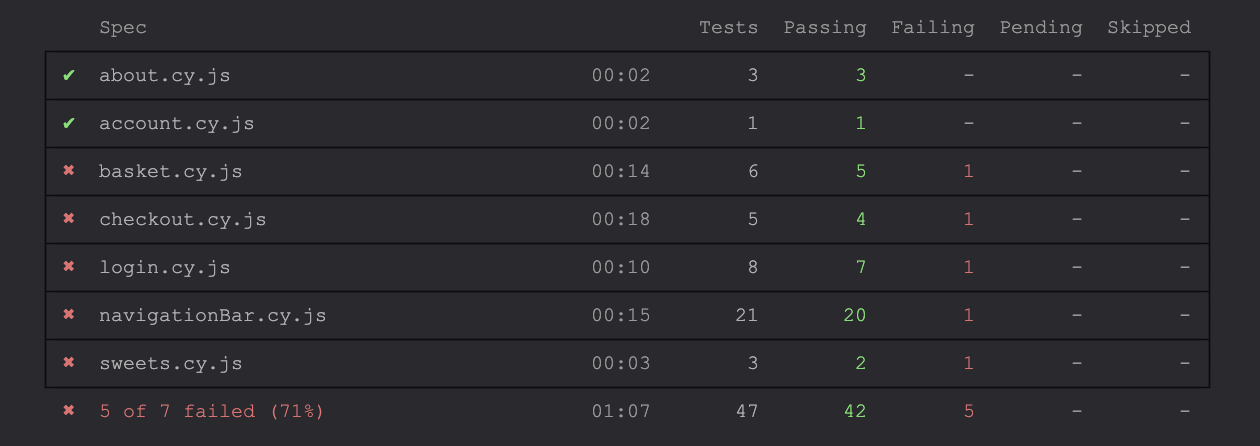 Spec Tests Passing Failing Pending Skipped
✔ about.cy.js 00:02 3 3 - - -
✔ account.cy.js 00:02 1 1 - - -
✖ basket.cy.js 00:14 6 5 1 - -
✖ checkout.cy.js 00:18 5 4 1 - -
✖ login.cy.js 00:10 8 7 1 - -
✖ navigationBar.cy.js 00:15 21 20 1 - -
✖ sweets.cy.js 00:03 3 2 1 - -
✖ 5 of 7 failed (71%) 01:07 47 42 5 - -